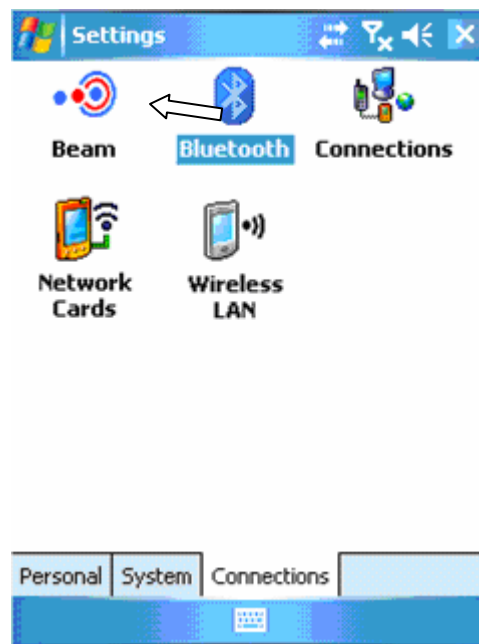 Settings
Beam
Bluetooth
Connections
Network
Cards
Wireless
LAN
Personal
System
Connections